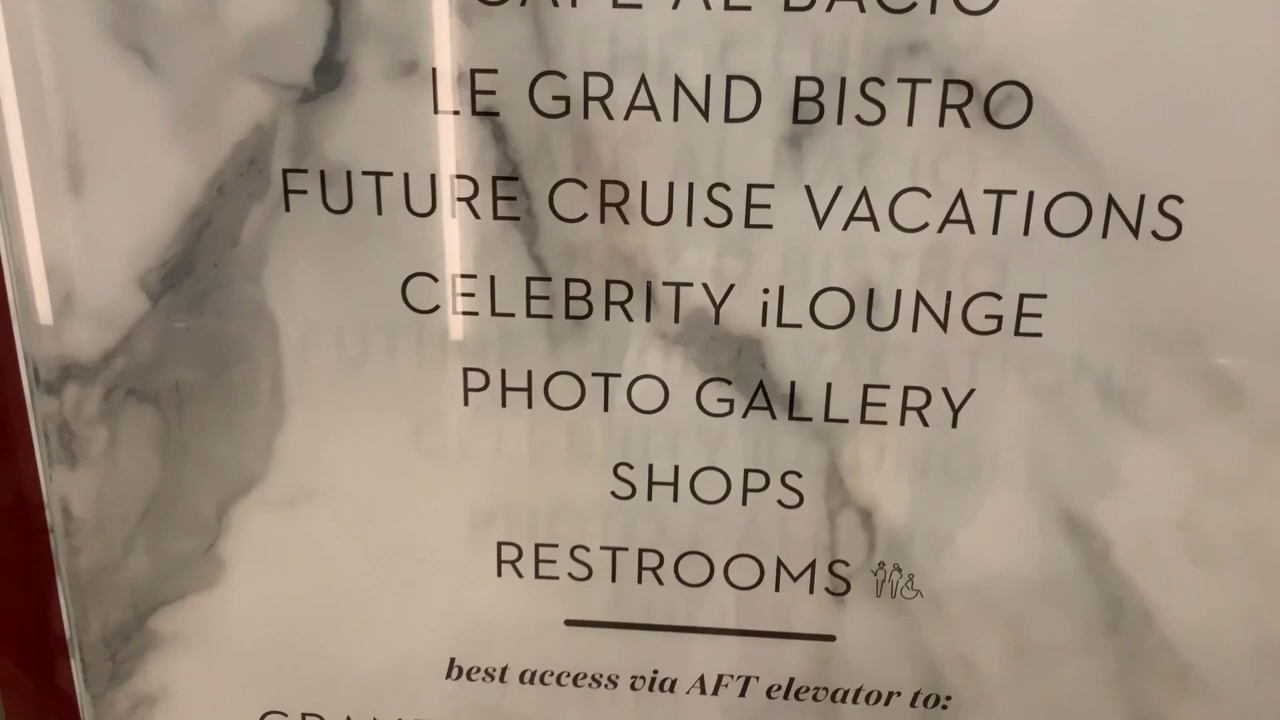 CAFÉ AL BACIO
LE GRAND BISTRO
FUTURE CRUISE VACATIONS
CELEBRITY iLOUNGE
PHOTO GALLERY
SHOPS
RESTROOMS
best access via AFT elevator to: